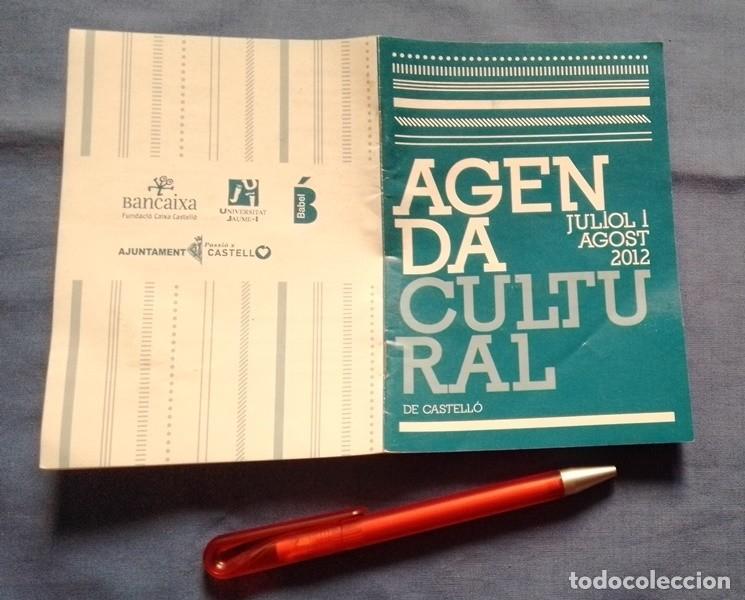 Bancaixa
Fundació Caixa Castelló
UNIVERSITAT
JAUME·I
Babel
B́
AJUNTAMENT
Passió x
CASTELLÓ
AGEN
DA
CULTU
RAL
JULIOL I
AGOST
2012
DE CASTELLÓ
todocoleccion